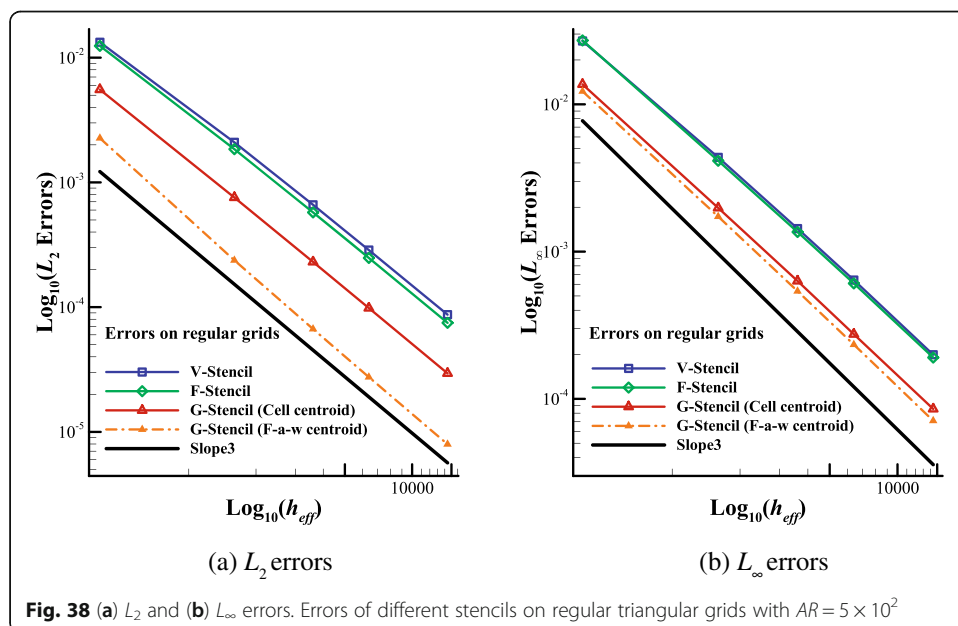 10⁻²
10⁻³
10⁻⁴
10⁻⁵
Log₁₀(L₂ Errors)
Errors on regular grids
V-Stencil
F-Stencil
G-Stencil (Cell centroid)
G-Stencil (F-a-w centroid)
Slope3
10000
Log₁₀(h_eff)
(a) L₂ errors
10⁻²
10⁻³
10⁻⁴
Log₁₀(L∞ Errors)
Errors on regular grids
V-Stencil
F-Stencil
G-Stencil (Cell centroid)
G-Stencil (F-a-w centroid)
Slope3
10000
Log₁₀(h_eff)
(b) L∞ errors
Fig. 38 (a) L₂ and (b) L∞ errors. Errors of different stencils on regular triangular grids with AR = 5 × 10²